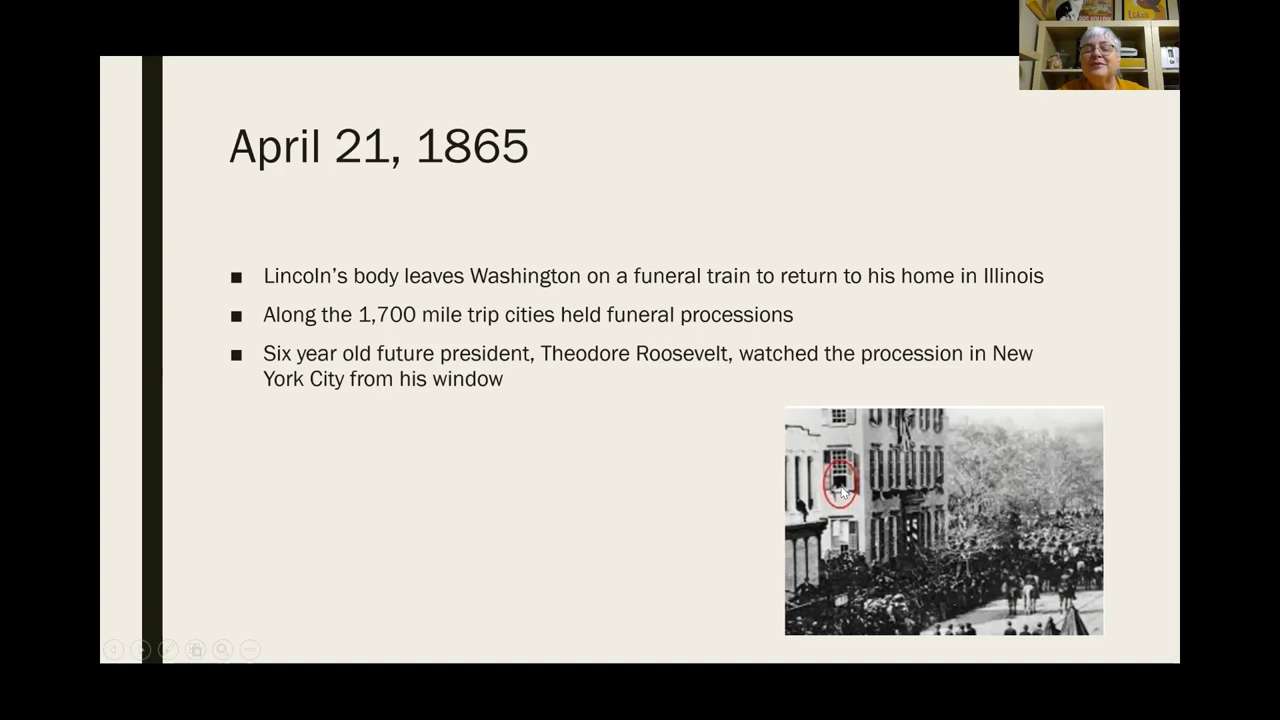 April 21, 1865
■ Lincoln’s body leaves Washington on a funeral train to return to his home in Illinois
■ Along the 1,700 mile trip cities held funeral processions
■ Six year old future president, Theodore Roosevelt, watched the procession in New
York City from his window